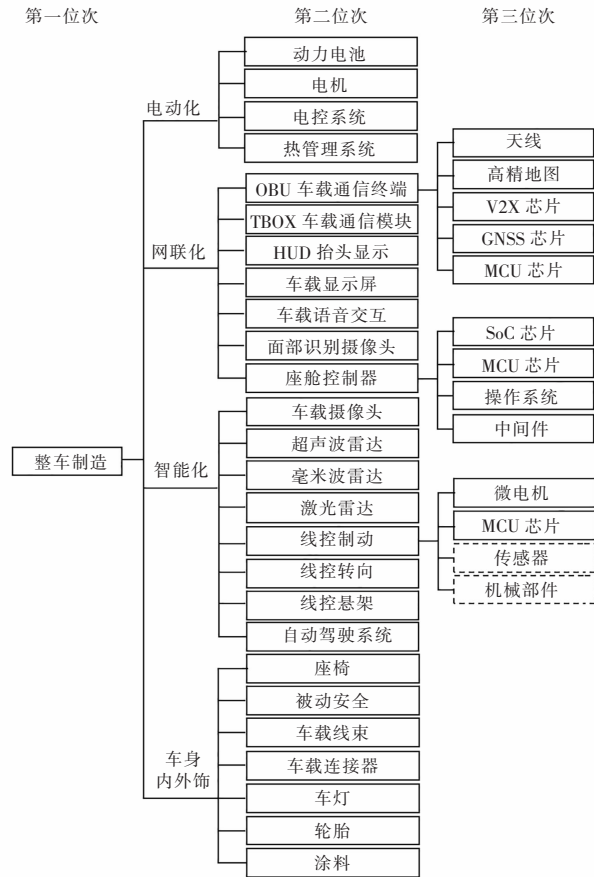 第一位次
第二位次
第三位次
整车制造
电动化
动力电池
电机
电控系统
热管理系统
网联化
OBU 车载通信终端
天线
高精地图
V2X 芯片
GNSS 芯片
MCU 芯片
TBOX 车载通信模块
HUD 抬头显示
车载显示屏
车载语音交互
面部识别摄像头
座舱控制器
SoC 芯片
MCU 芯片
操作系统
中间件
智能化
车载摄像头
超声波雷达
毫米波雷达
激光雷达
线控制动
微电机
MCU 芯片
传感器
机械部件
线控转向
线控悬架
自动驾驶系统
车身
内外饰
座椅
被动安全
车载线束
车载连接器
车灯
轮胎
涂料